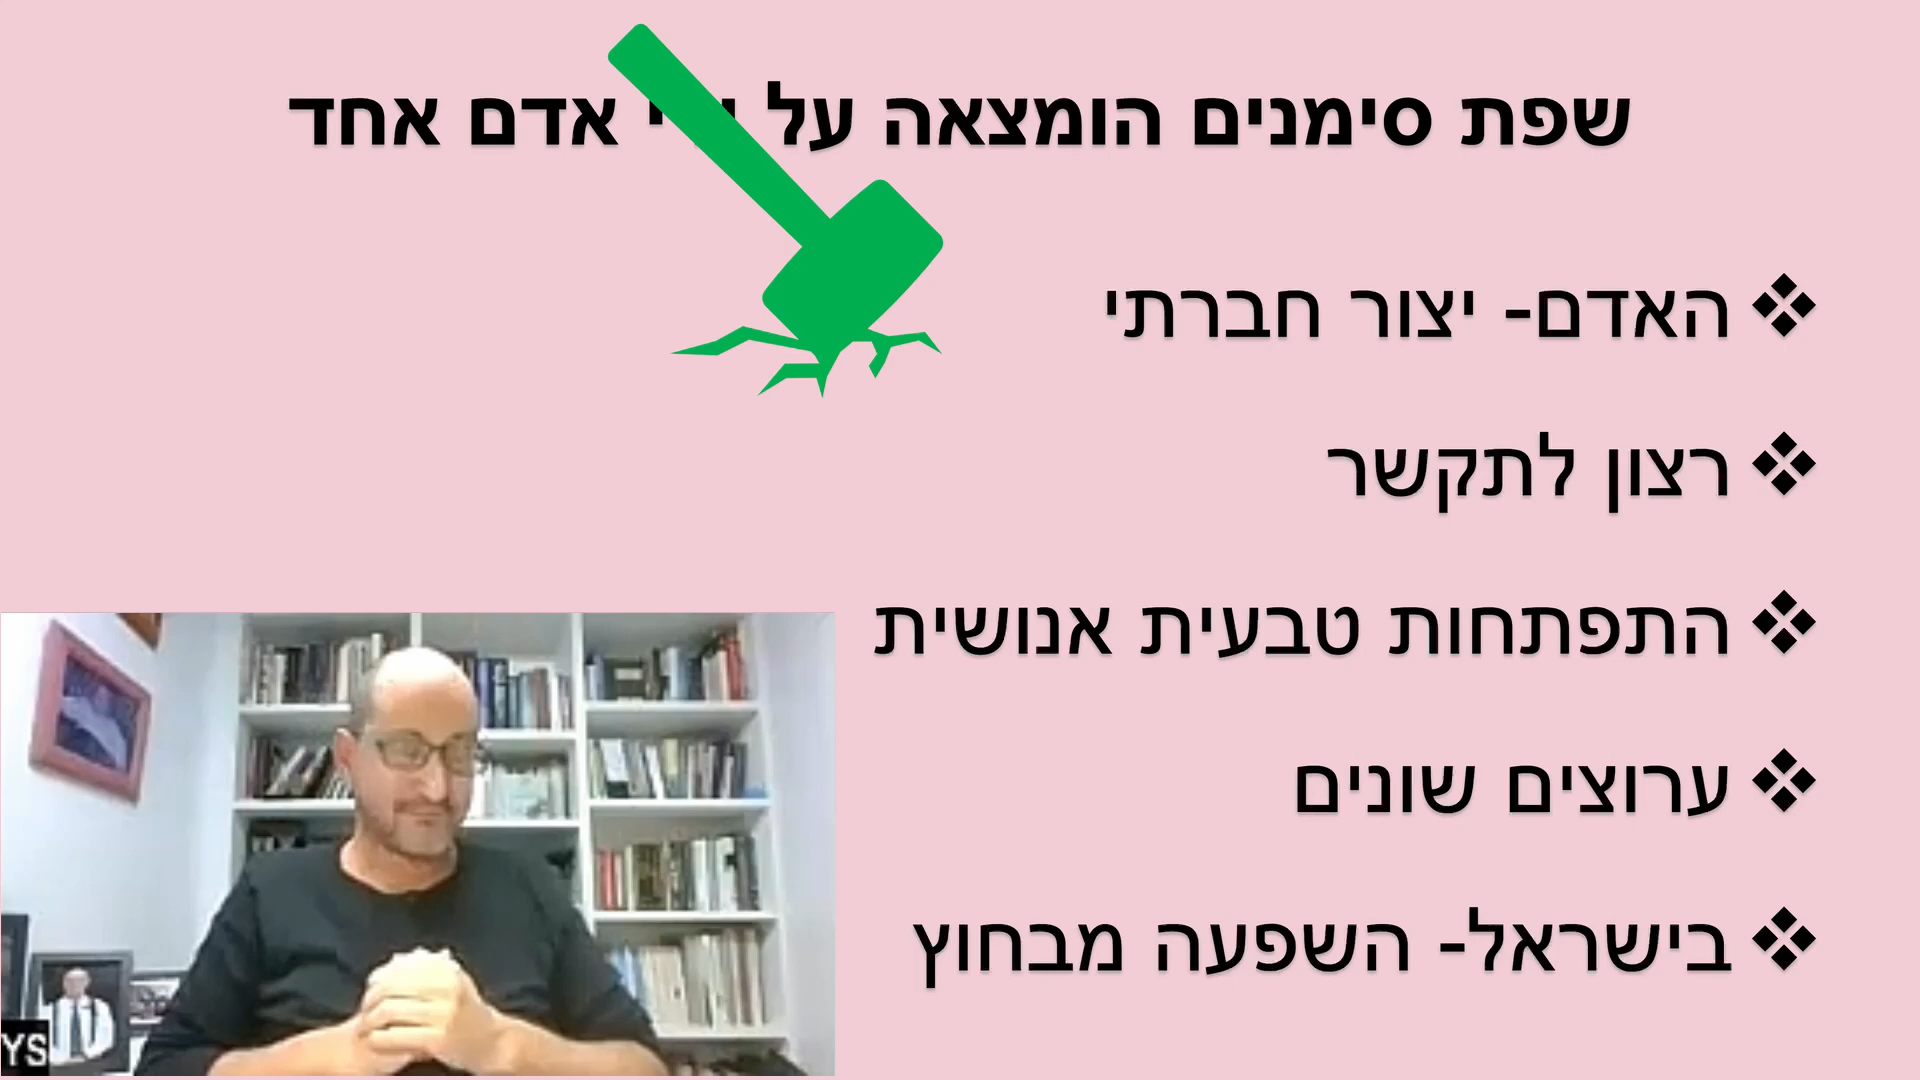 שפת סימנים הומצאה על אדם אחד
האדם- יצור חברתי
רצון לתקשר
התפתחות טבעית אנושית
ערוצים שונים
בישראל- השפעה מבחוץ
YS